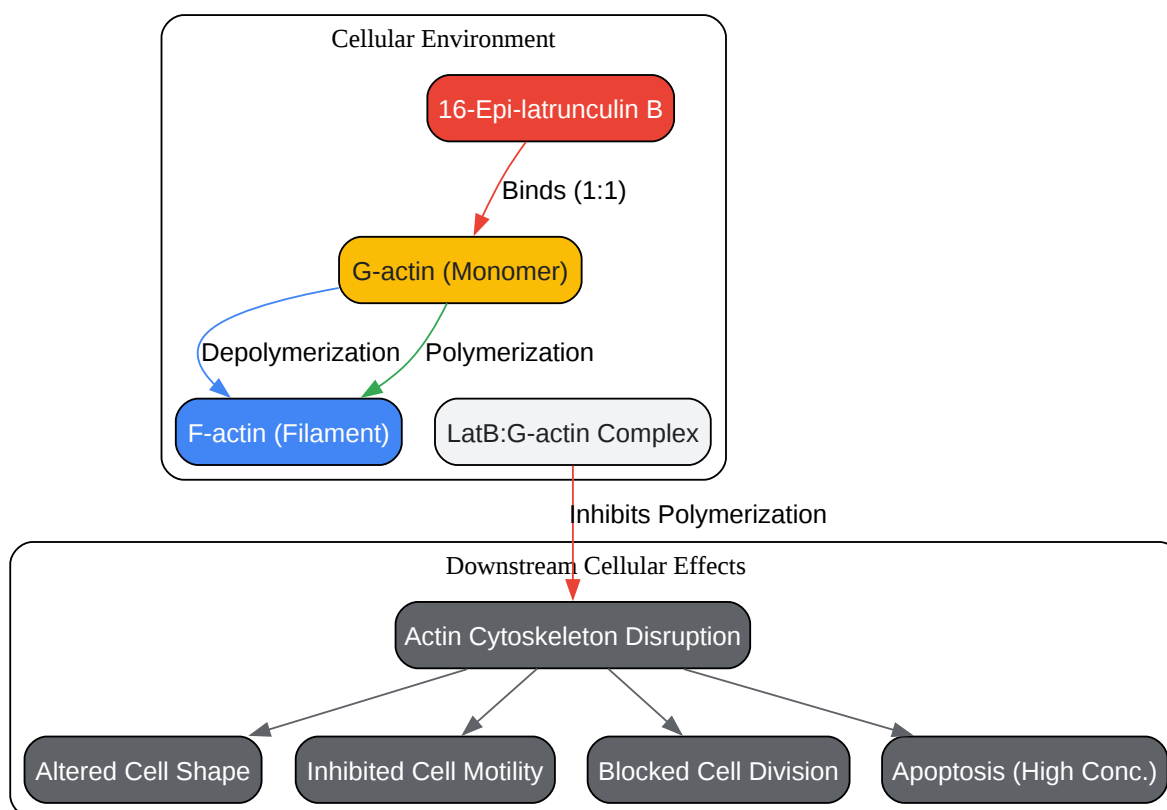 Cellular Environment
16-Epi-latrunculin B
Binds (1:1)
G-actin (Monomer)
Depolymerization
Polymerization
F-actin (Filament)
LatB:G-actin Complex
Inhibits Polymerization
Downstream Cellular Effects
Actin Cytoskeleton Disruption
Altered Cell Shape
Inhibited Cell Motility
Blocked Cell Division
Apoptosis (High Conc.)